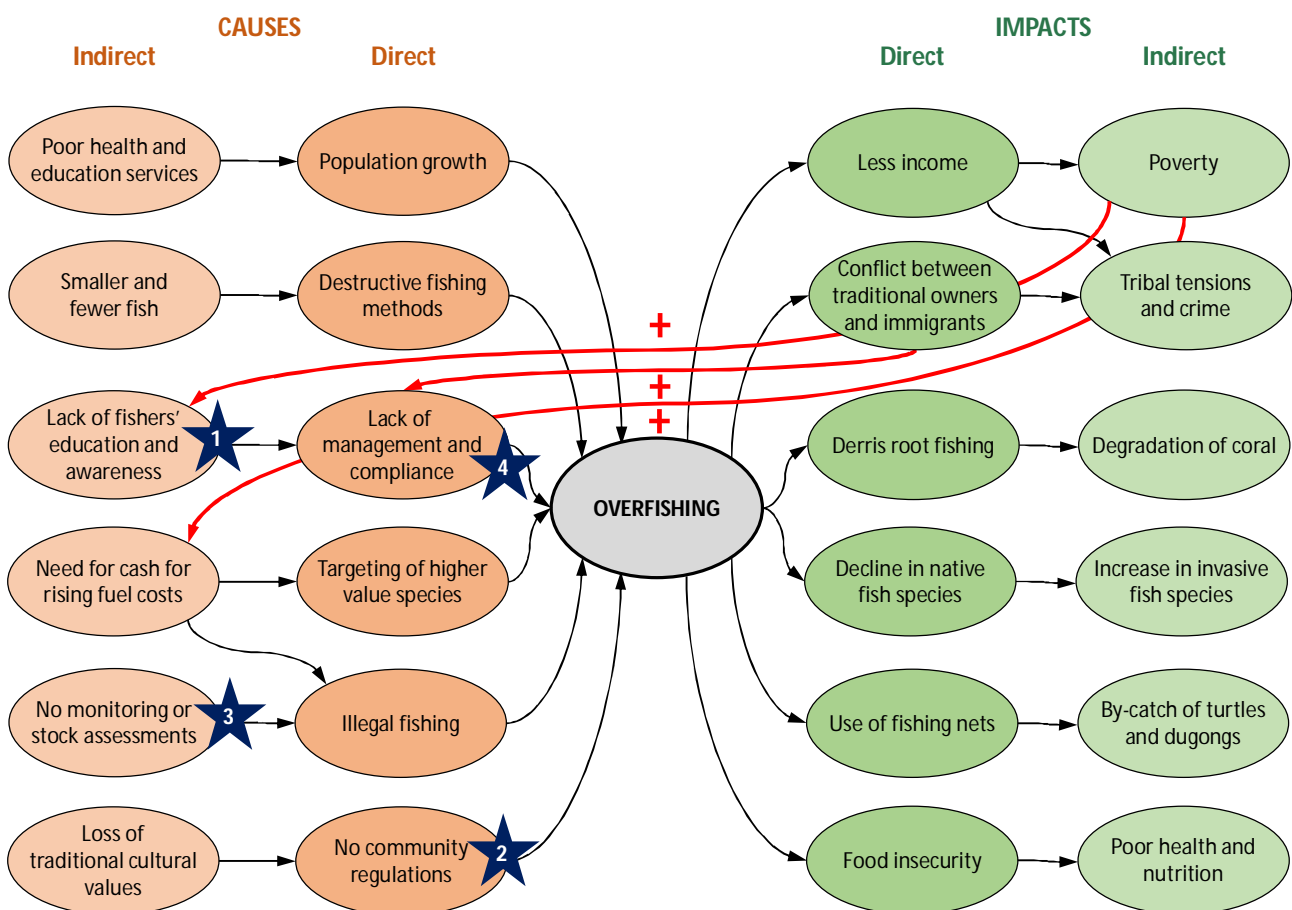 CAUSES
IMPACTS
Indirect
Direct
Direct
Indirect
Poor health and
education services
Population growth
Less income
Poverty
Smaller and
fewer fish
Destructive fishing
methods
Conflict between
traditional owners
and immigrants
Tribal tensions
and crime
+
+
+
Lack of fishers'
education and
awareness
1
Lack of
management and
compliance
4
OVERFISHING
Derris root fishing
Degradation of coral
Need for cash for
rising fuel costs
Targeting of higher
value species
Decline in native
fish species
Increase in invasive
fish species
No monitoring or
stock assessments
3
Illegal fishing
Use of fishing nets
By-catch of turtles
and dugongs
Loss of
traditional cultural
values
No community
regulations
2
Food insecurity
Poor health and
nutrition